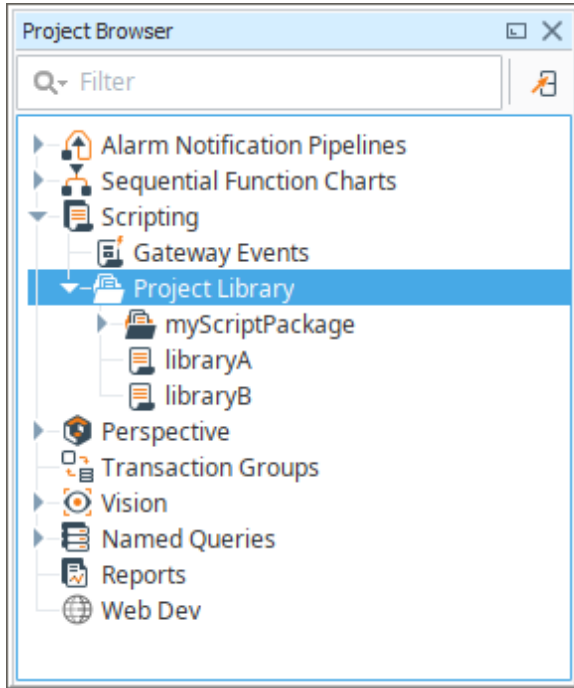 Project Browser
Filter
Alarm Notification Pipelines
Sequential Function Charts
Scripting
Gateway Events
Project Library
myScriptPackage
libraryA
libraryB
Perspective
Transaction Groups
Vision
Named Queries
Reports
Web Dev